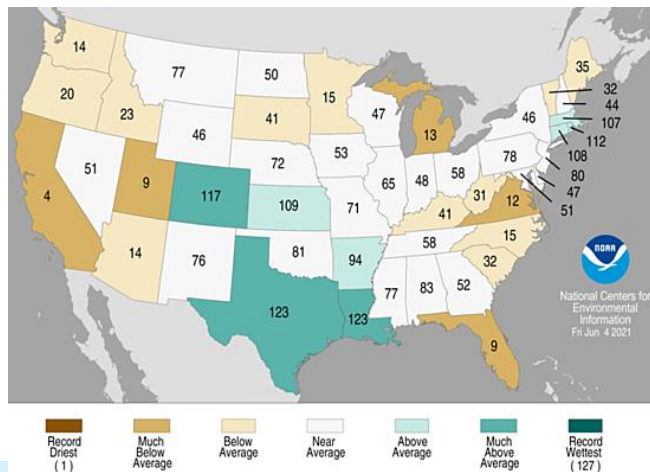 14
77
50
15
35
32
44
107
112
108
80
47
51
20
23
41
47
46
13
46
72
53
51
9
117
109
71
65
48
58
78
31
12
4
41
15
14
76
81
94
58
32
77
83
52
123
123
9
NOAA
National Centers for
Environmental
Information
Fri Jun 4 2021
Record
Driest
(1)
Much
Below
Average
Below
Average
Near
Average
Above
Average
Much
Above
Average
Record
Wettest
(127)